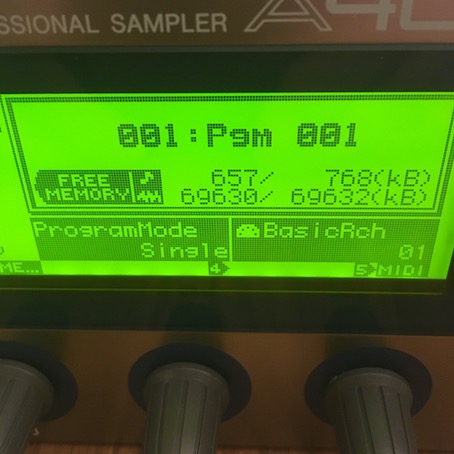 SSIONAL SAMPLER A40
001:Pgm 001
FREE MEMORY
657/ 768(kB)
69630/ 69632(kB)
ProgramMode
Single
BasicRch
01
ME... 4 5 MIDI